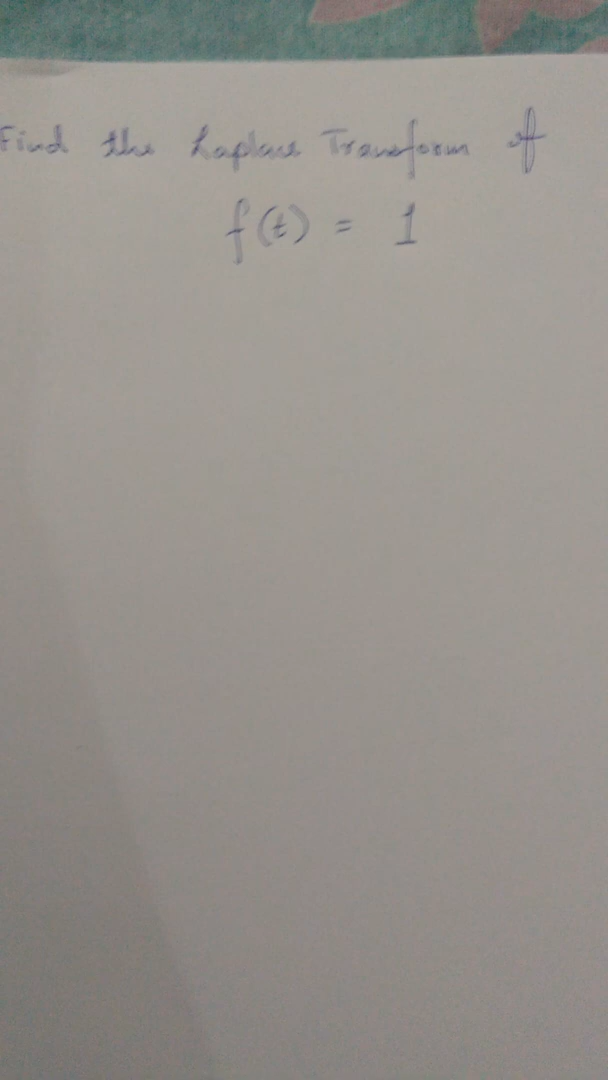 Find the Laplace Transform of
f(t) = 1